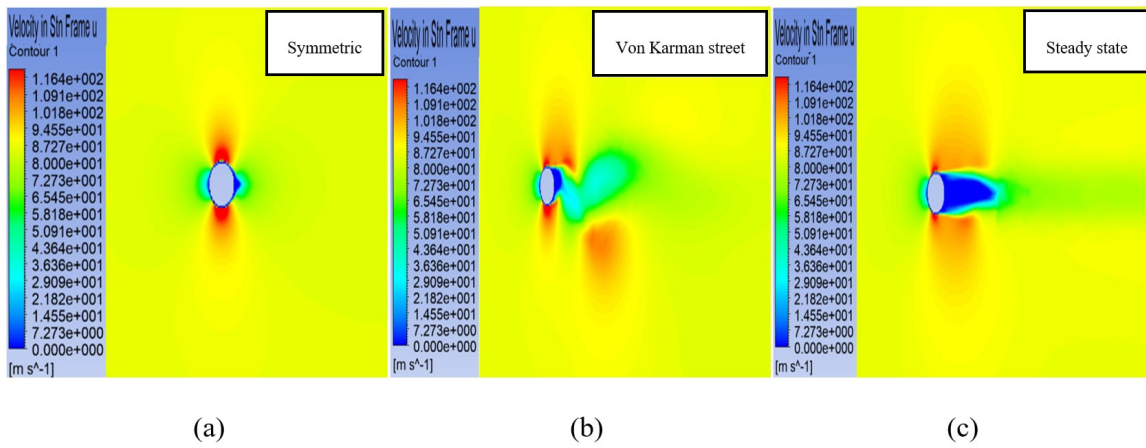 Velocity in Stn Frame u
Contour 1
1.164e+002
1.091e+002
1.018e+002
9.455e+001
8.727e+001
8.000e+001
7.273e+001
6.545e+001
5.818e+001
5.091e+001
4.364e+001
3.636e+001
2.909e+001
2.182e+001
1.455e+001
7.273e+000
0.000e+000
[m s^-1]
Symmetric
(a)
Velocity in Stn Frame u
Contour 1
1.164e+002
1.091e+002
1.018e+002
9.455e+001
8.727e+001
8.000e+001
7.273e+001
6.545e+001
5.818e+001
5.091e+001
4.364e+001
3.636e+001
2.909e+001
2.182e+001
1.455e+001
7.273e+000
0.000e+000
[m s^-1]
Von Karman street
(b)
Velocity in Stn Frame u
Contour 1
1.164e+002
1.091e+002
1.018e+002
9.455e+001
8.727e+001
8.000e+001
7.273e+001
6.545e+001
5.818e+001
5.091e+001
4.364e+001
3.636e+001
2.909e+001
2.182e+001
1.455e+001
7.273e+000
0.000e+000
[m s^-1]
Steady state
(c)